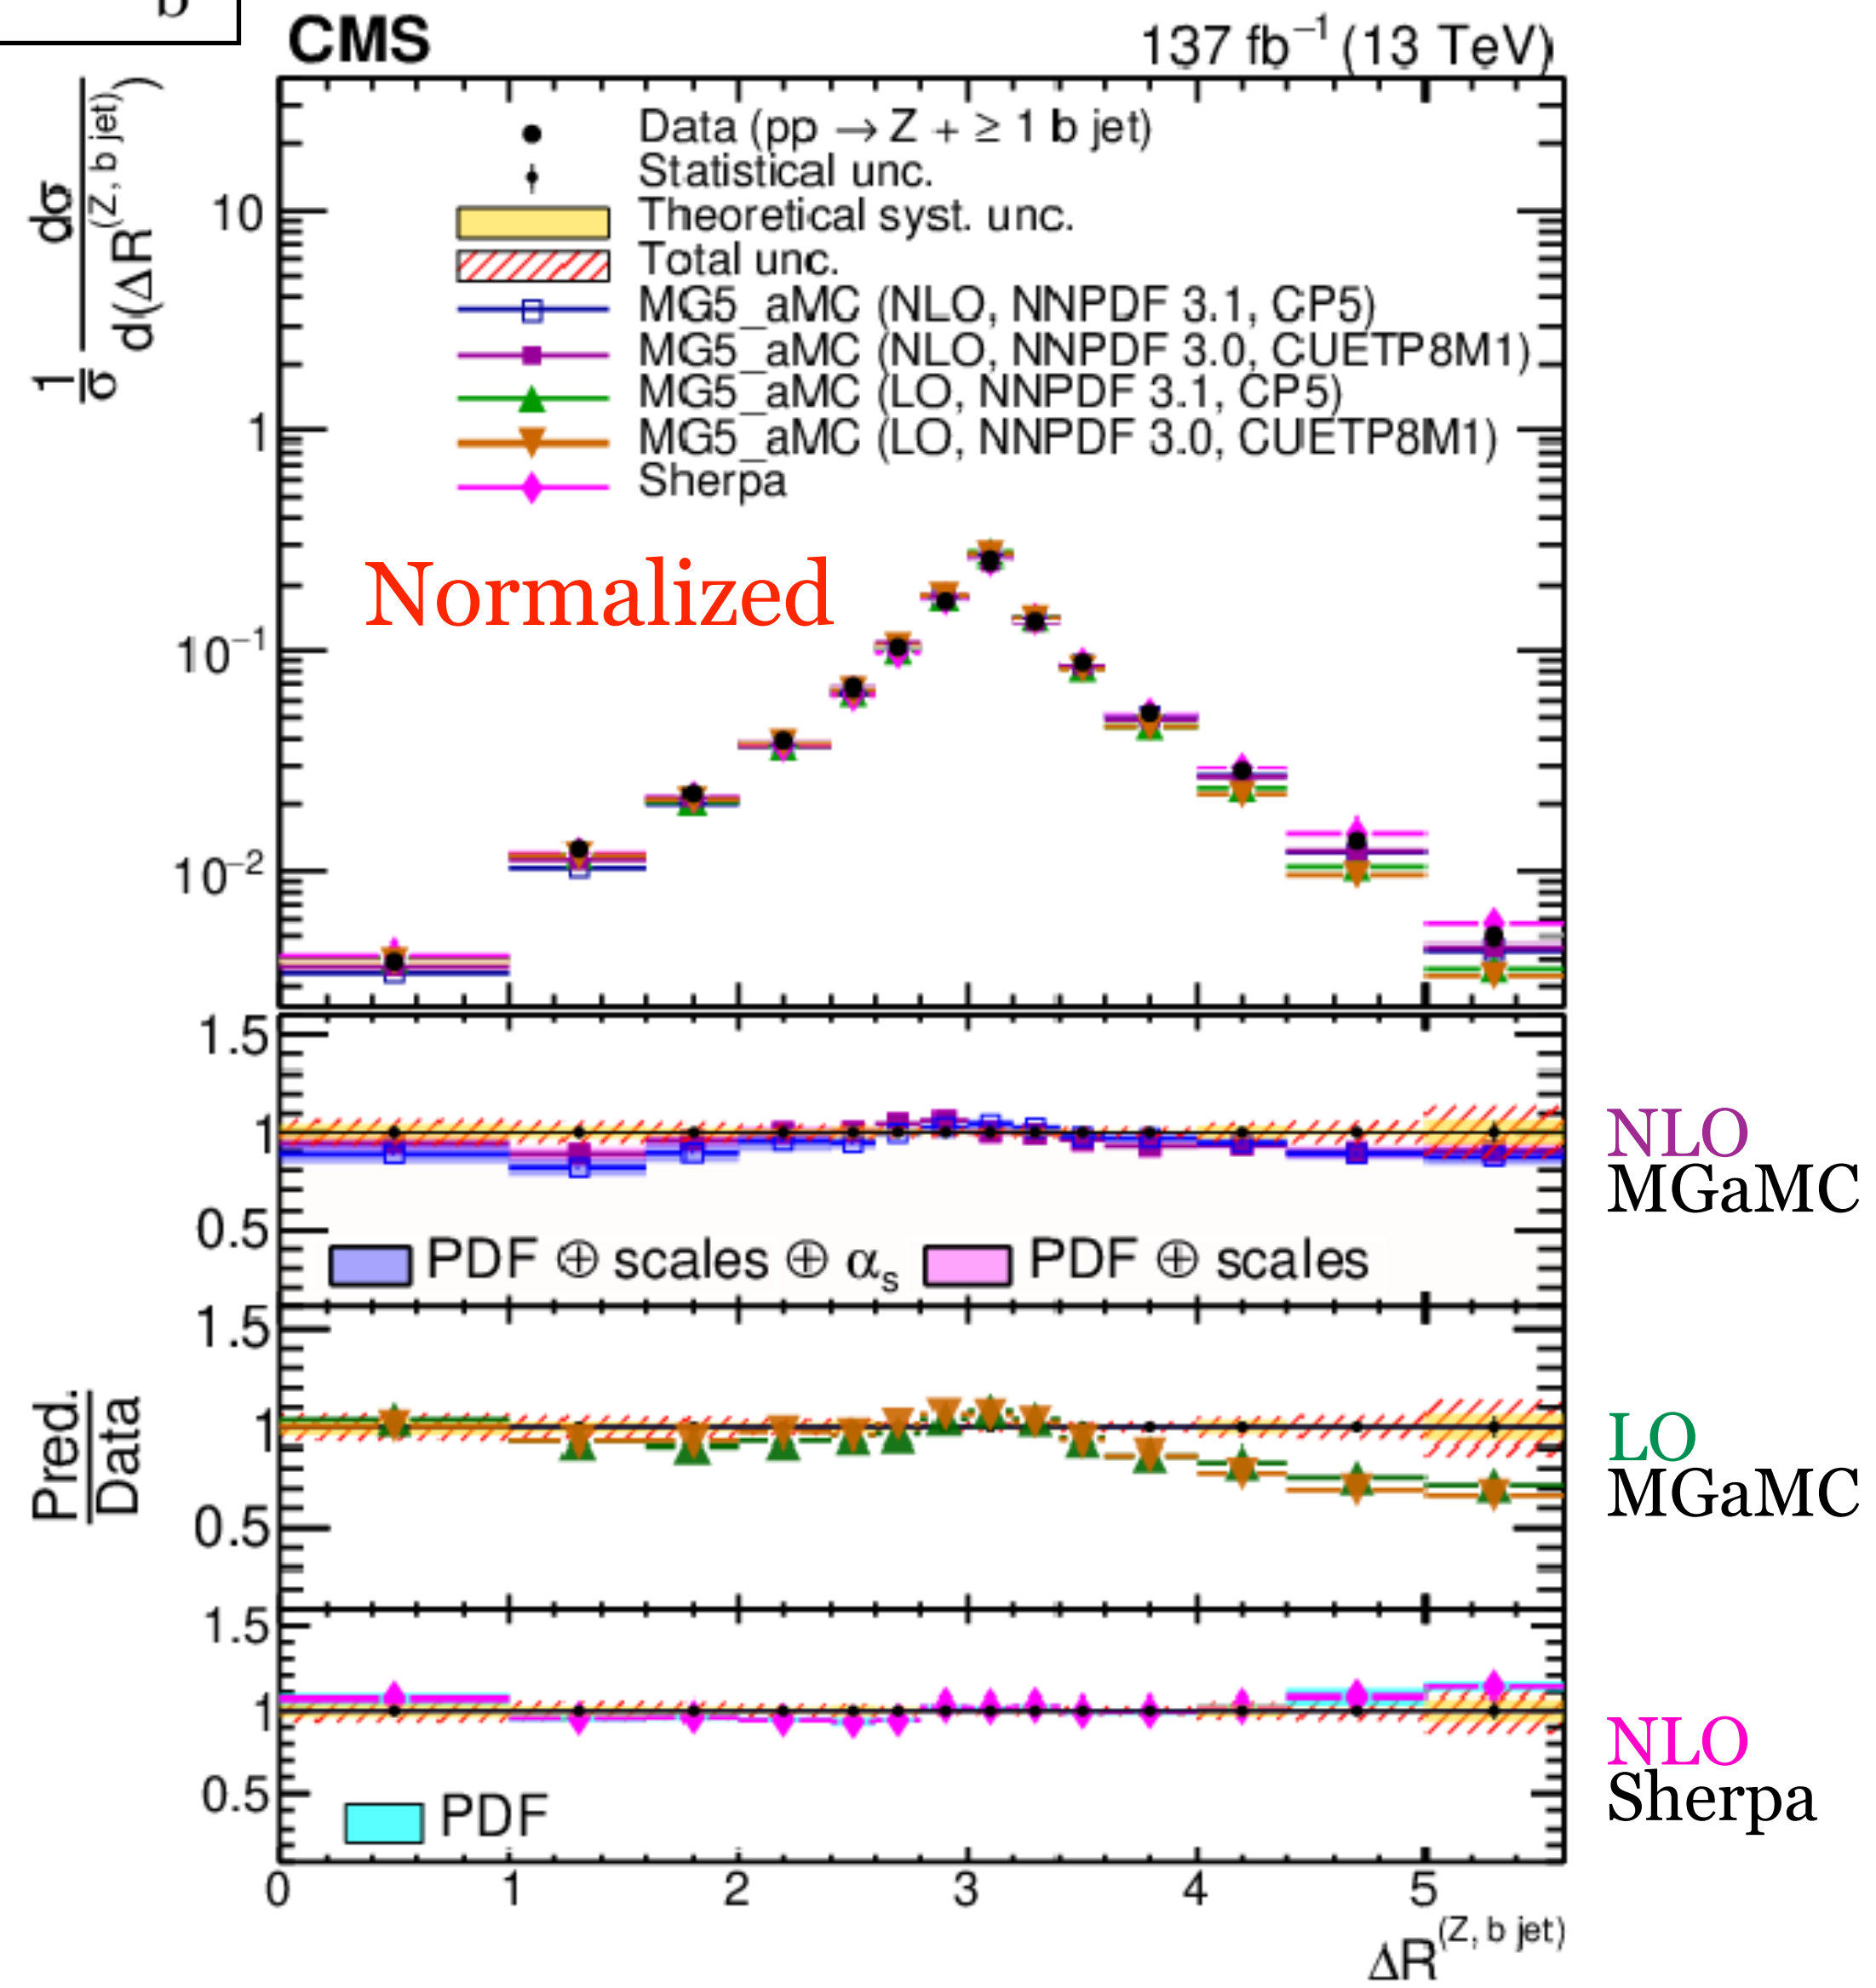 b
CMS
137 fb⁻¹ (13 TeV)
1/σ dσ/d(ΔR^(Z, b jet))
Data (pp → Z + ≥ 1 b jet)
Statistical unc.
Theoretical syst. unc.
Total unc.
MG5_aMC (NLO, NNPDF 3.1, CP5)
MG5_aMC (NLO, NNPDF 3.0, CUETP8M1)
MG5_aMC (LO, NNPDF 3.1, CP5)
MG5_aMC (LO, NNPDF 3.0, CUETP8M1)
Sherpa
Normalized
10
1
10⁻¹
10⁻²
1.5
1
0.5
PDF ⊕ scales ⊕ αₛ
PDF ⊕ scales
NLO
MGaMC
Pred.
Data
1.5
1
0.5
LO
MGaMC
1.5
1
0.5
PDF
NLO
Sherpa
0 1 2 3 4 5
ΔR^(Z, b jet)